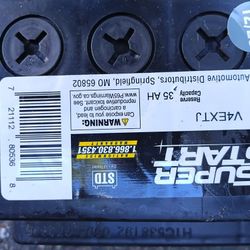 Automotive Distributors, Springfield, MO 65802
V4EXTJ
Reserve
Capacity
35 AH
WARNING:
Can expose you to lead,
a carcinogen and
reproductive toxicant. See
www.P65Warnings.ca.gov
SUPER
START
STD
1.866.830.4351
7 21112 80536 8